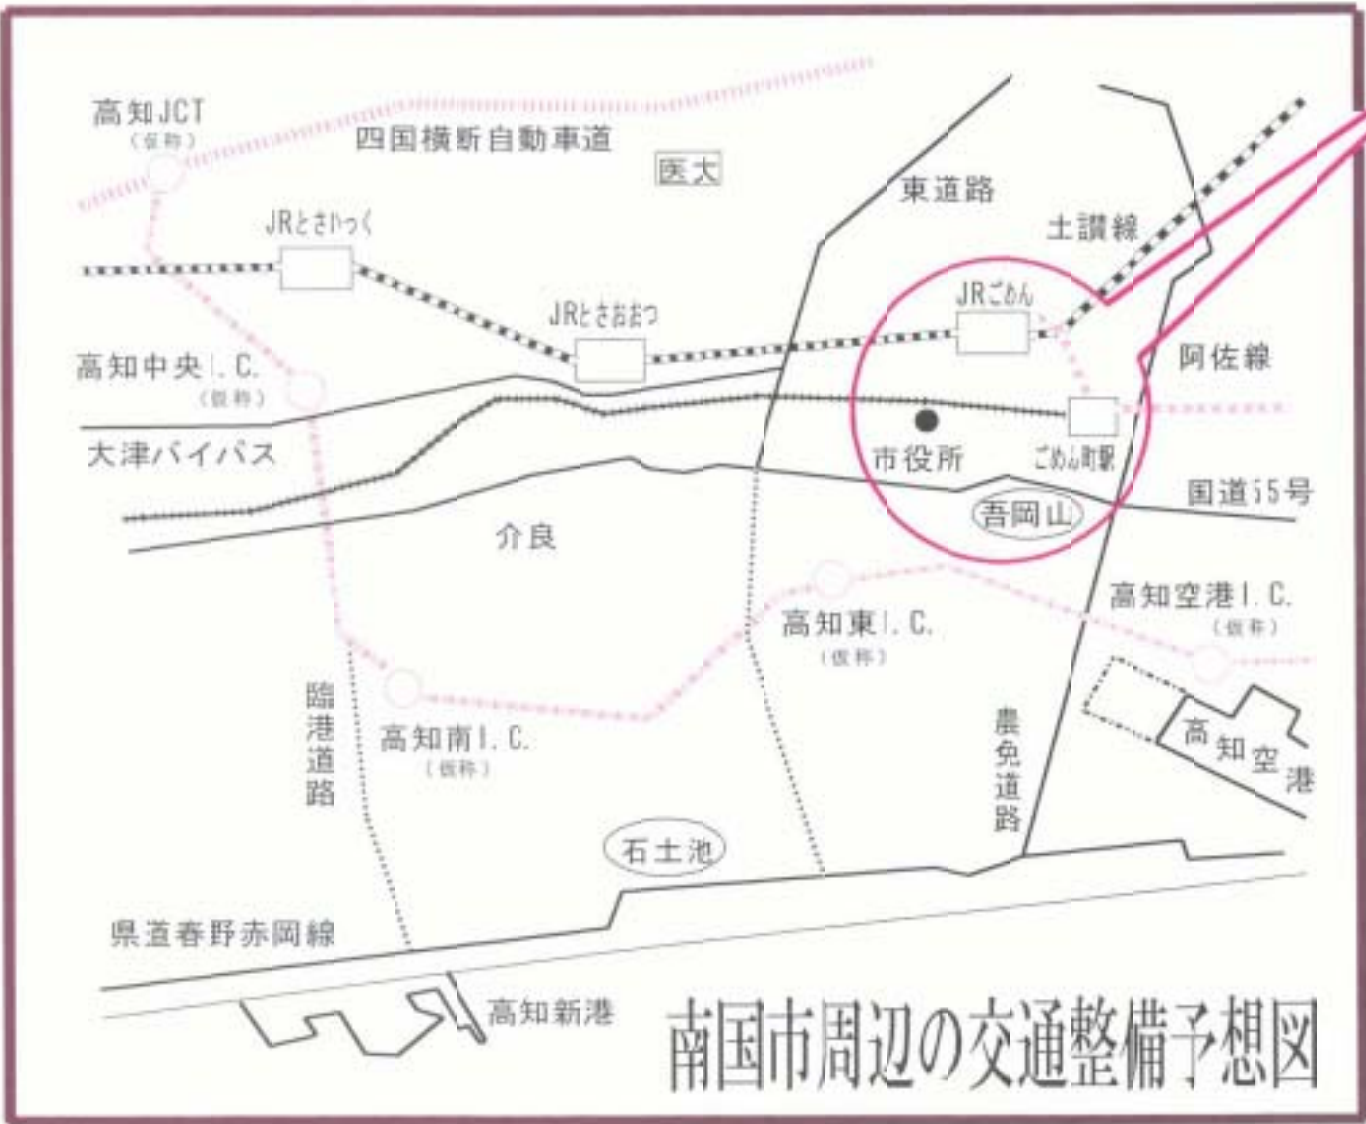 高知JCT
(仮称)
四国横断自動車道
医大
東道路
土讃線
JRとさいっく
JRごめん
JRとさおおつ
高知中央I.C.
(仮称)
阿佐線
大津バイパス
市役所
ごめん町駅
国道55号
吾岡山
介良
高知東I.C.
(仮称)
高知空港I.C.
(仮称)
臨港道路
高知南I.C.
(仮称)
農免道路
高知空港
石土池
県道春野赤岡線
高知新港
南国市周辺の交通整備予想図